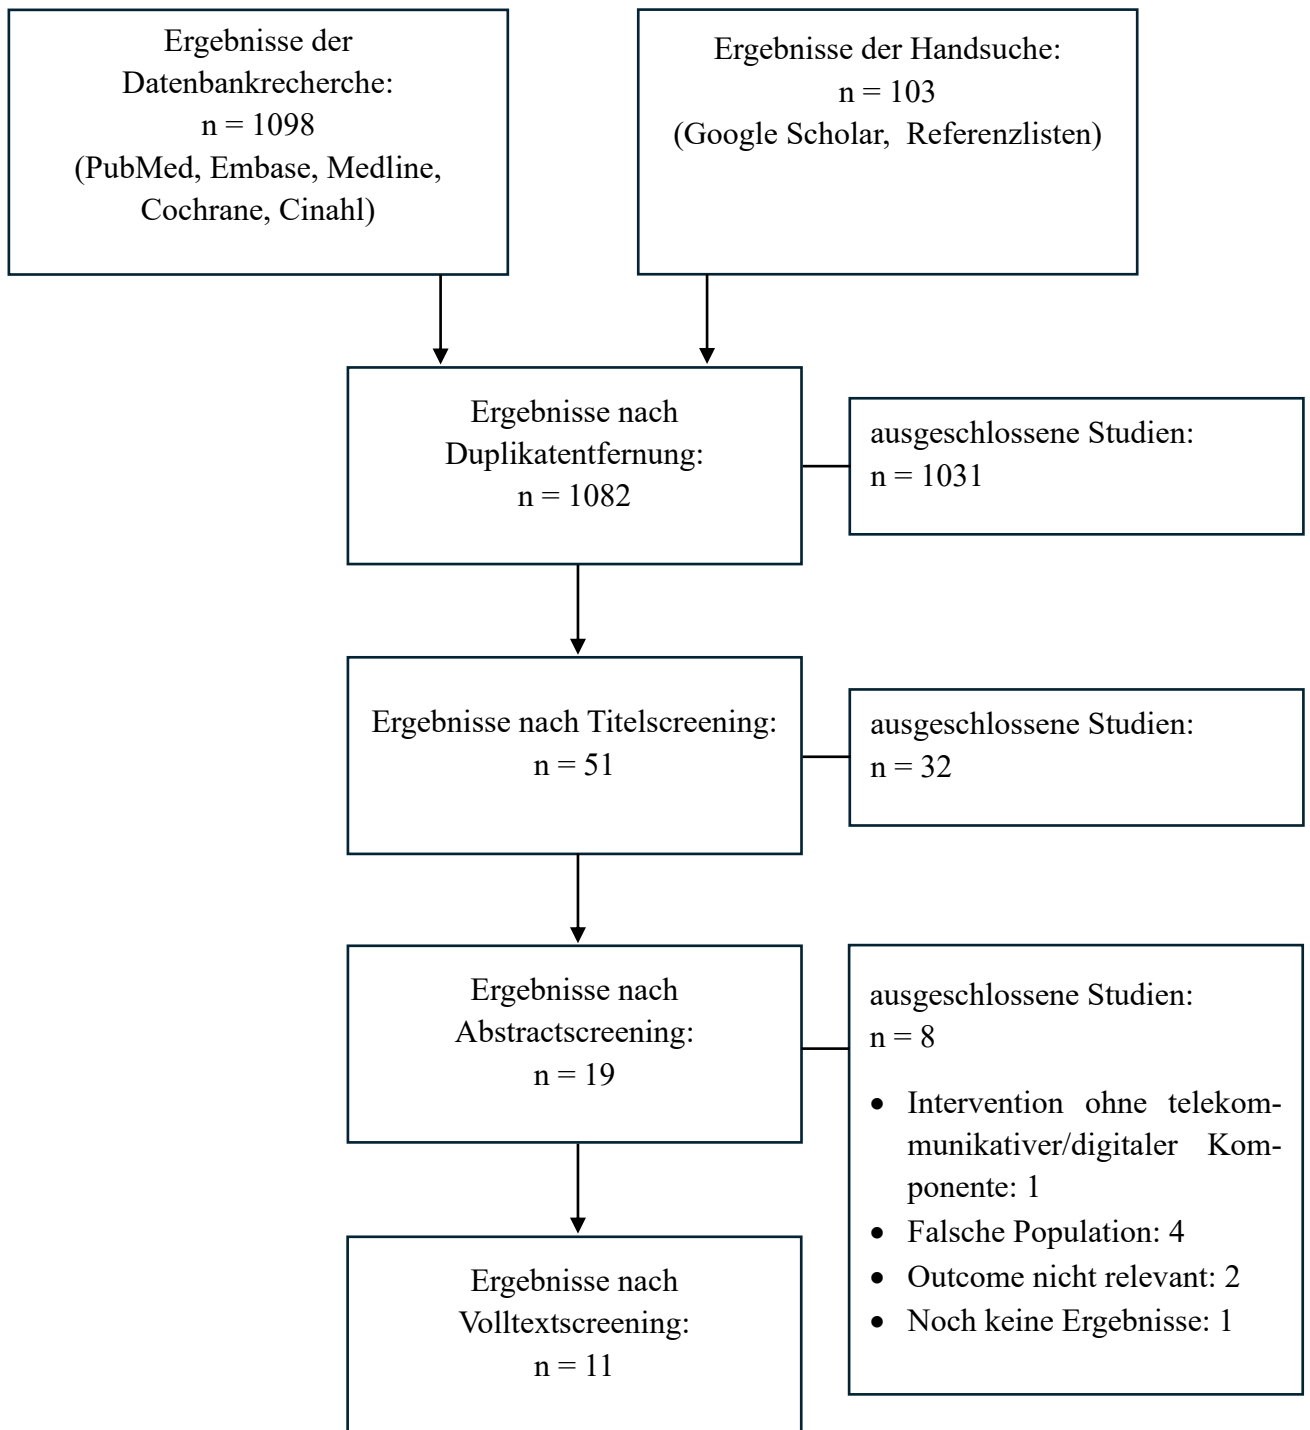 Ergebnisse der
Datenbankrecherche:
n = 1098
(PubMed, Embase, Medline,
Cochrane, Cinahl)
Ergebnisse der Handsuche:
n = 103
(Google Scholar,  Referenzlisten)
Ergebnisse nach
Duplikatentfernung:
n = 1082
ausgeschlossene Studien:
n = 1031
Ergebnisse nach Titelscreening:
n = 51
ausgeschlossene Studien:
n = 32
Ergebnisse nach
Abstractscreening:
n = 19
ausgeschlossene Studien:
n = 8
• Intervention ohne telekom-
munikativer/digitaler Kom-
ponente: 1
• Falsche Population: 4
• Outcome nicht relevant: 2
• Noch keine Ergebnisse: 1
Ergebnisse nach
Volltextscreening:
n = 11